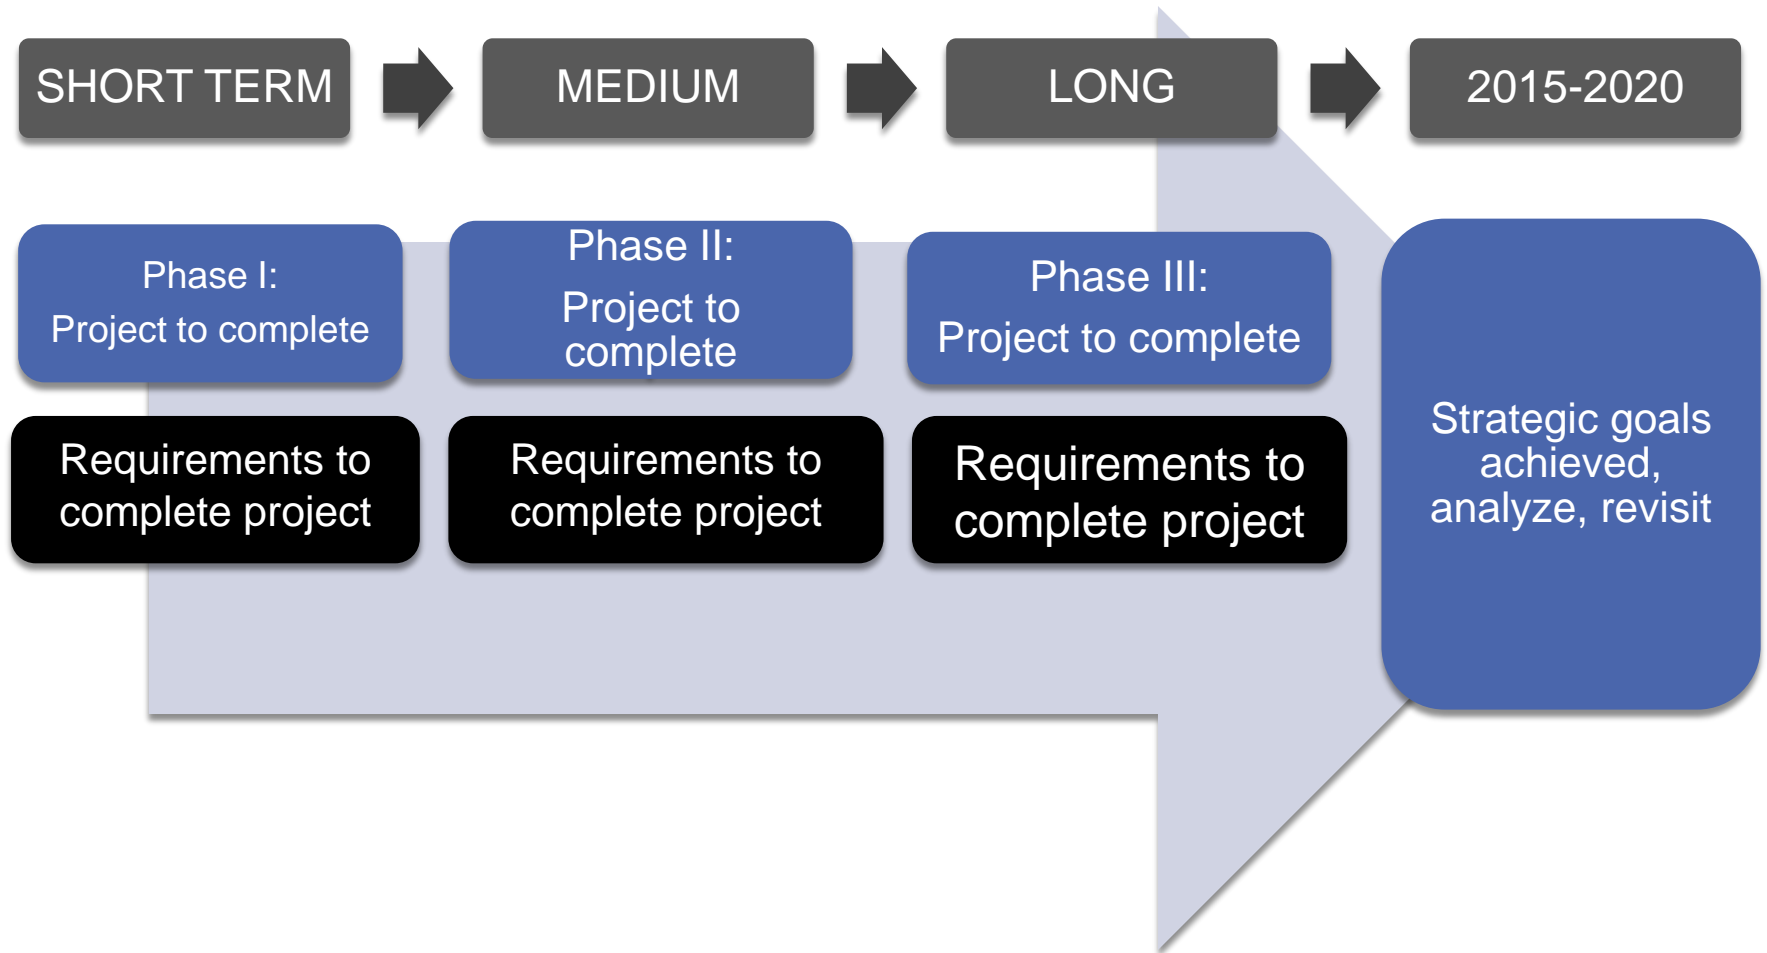 SHORT TERM
MEDIUM
LONG
2015-2020
Phase I:
Project to complete
Phase II:
Project to
complete
Phase III:
Project to complete
Requirements to
complete project
Requirements to
complete project
Requirements to
complete project
Strategic goals
achieved,
analyze, revisit